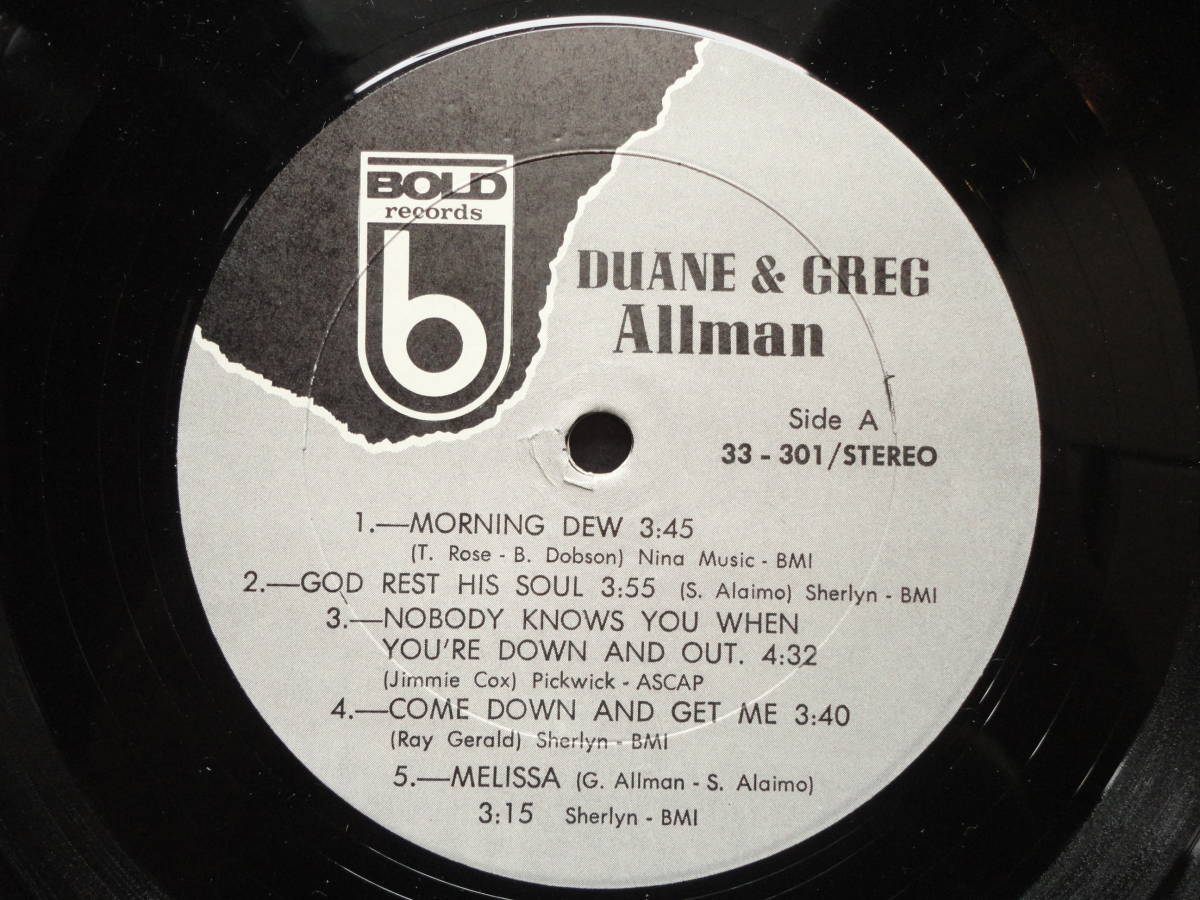 BOLD
records
b
DUANE & GREG
Allman
Side A
33 - 301/STEREO
1.—MORNING DEW 3:45
(T. Rose - B. Dobson) Nina Music - BMI
2.—GOD REST HIS SOUL 3:55 (S. Alaimo) Sherlyn - BMI
3.—NOBODY KNOWS YOU WHEN
YOU'RE DOWN AND OUT. 4:32
(Jimmie Cox) Pickwick - ASCAP
4.—COME DOWN AND GET ME 3:40
(Ray Gerald) Sherlyn - BMI
5.—MELISSA (G. Allman - S. Alaimo)
3:15 Sherlyn - BMI